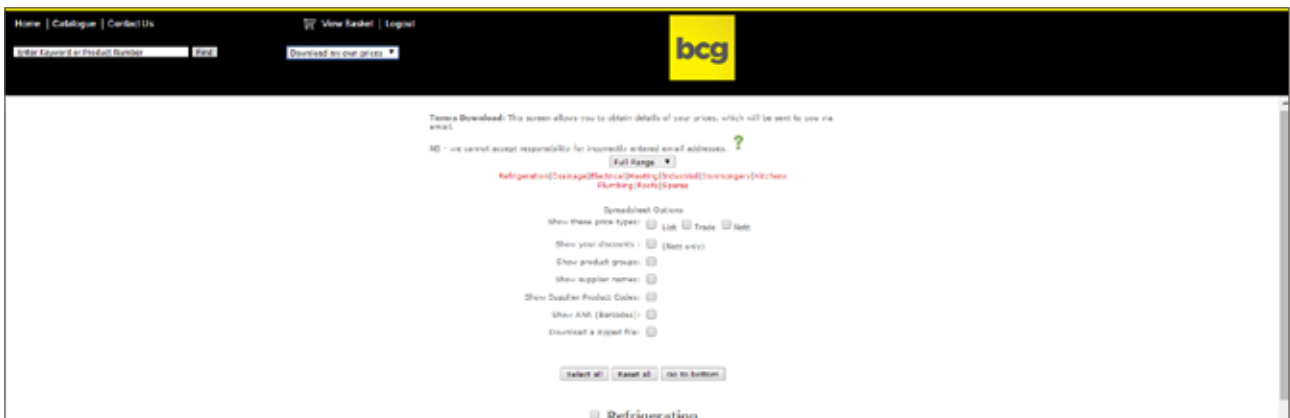 Home | Catalogue | Contact Us
View Basket | Logout
Enter Keyword or Product Number
Find
Download my own prices
bcg
Terms Download: This screen allows you to obtain details of your prices, which will be sent to you via
email.
NB - we cannot accept responsibility for incorrectly entered email addresses. ?
Full Range
Refrigeration|Drainage|Electrical|Heating|Industrial|Ironmongery|Kitchens
Plumbing|Roofs|Spares
Spreadsheet Options
Show these price types: List Trade Nett
Show your discounts : (Nett only)
Show product groups:
Show supplier names:
Show Supplier Product Codes:
Show ANA (Barcodes):
Download a zipped file:
Select all Reset all Go to bottom
Refrigeration